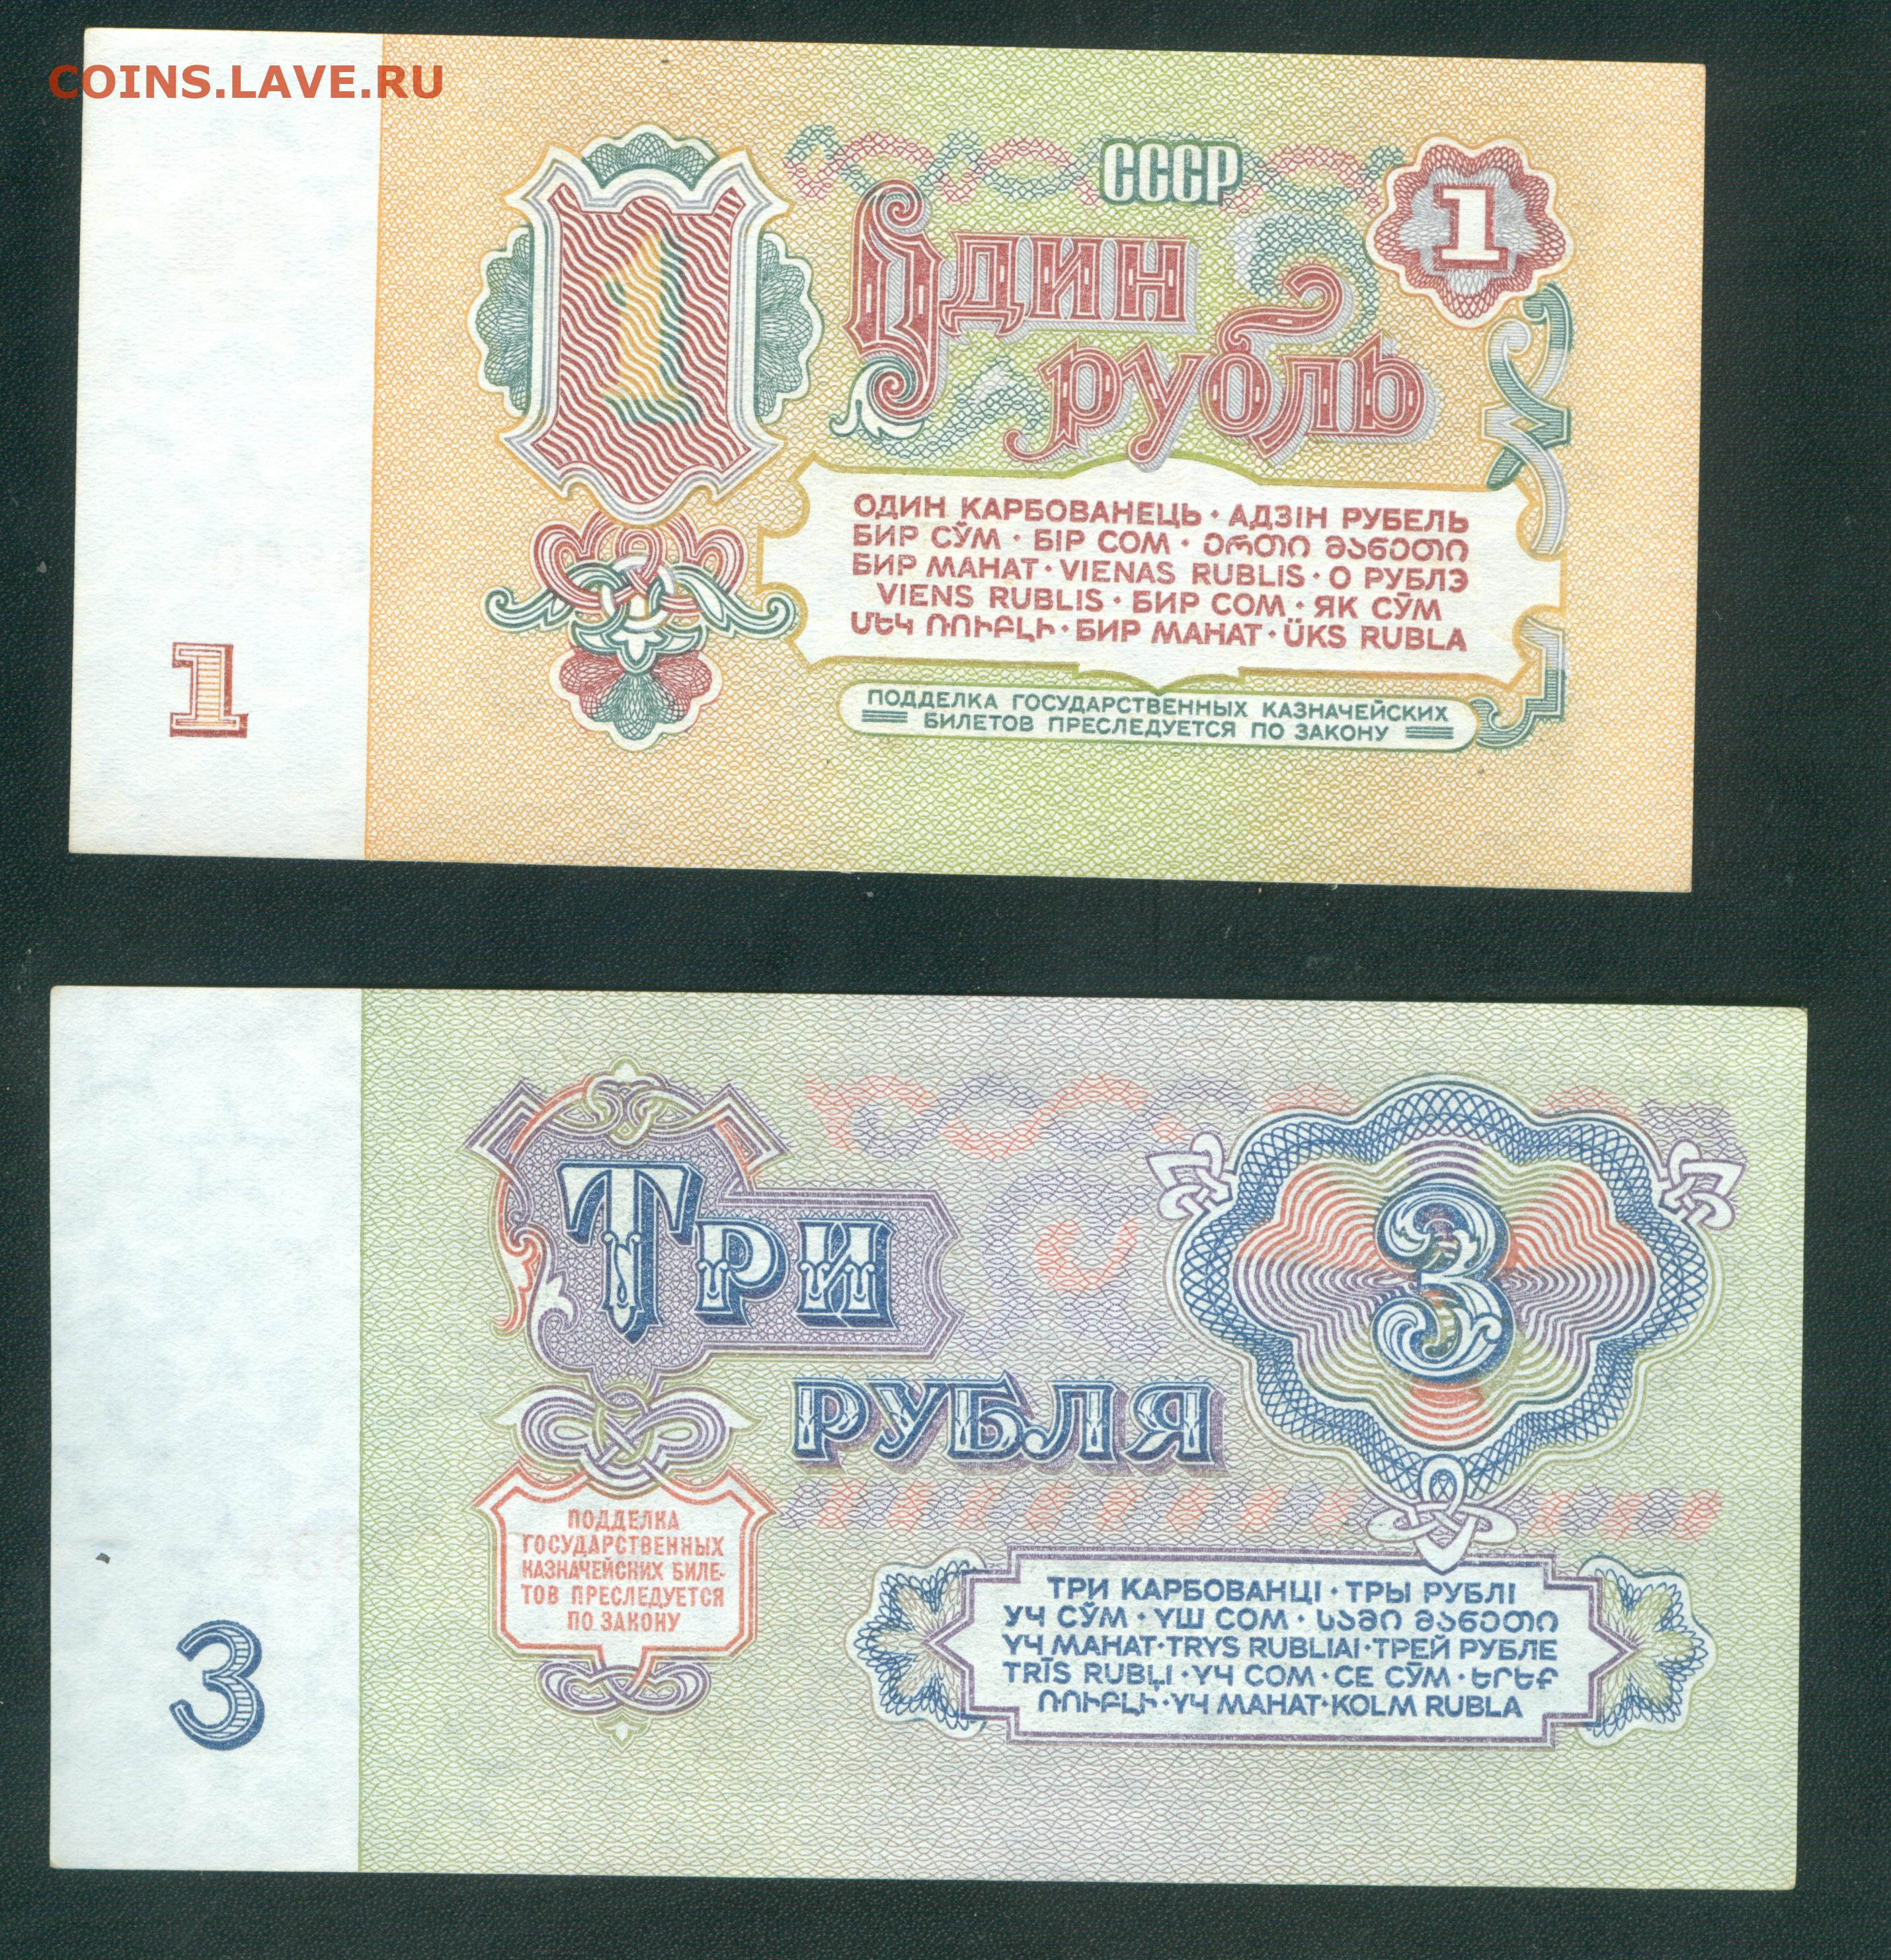 COINS.LAVE.RU
СССР
1
1
Один
рубль
ОДИН КАРБОВАНЕЦЬ · АДЗІН РУБЕЛЬ
БИР СЎМ · БІР СОМ · ᲔᲠᲗᲘ ᲛᲐᲜᲔᲗᲘ
БИР МАНАТ · VIENAS RUBLIS · О РУБЛЭ
VIENS RUBLIS · БИР СОМ · ЯК СӮМ
ՄԵԿ ՌՈՒԲԼԻ · БИР МАНАТ · ÜKS RUBLA
1
ПОДДЕЛКА ГОСУДАРСТВЕННЫХ КАЗНАЧЕЙСКИХ
БИЛЕТОВ ПРЕСЛЕДУЕТСЯ ПО ЗАКОНУ
Три
3
РУБЛЯ
ПОДДЕЛКА
ГОСУДАРСТВЕННЫХ
КАЗНАЧЕЙСКИХ БИЛЕ-
ТОВ ПРЕСЛЕДУЕТСЯ
ПО ЗАКОНУ
ТРИ КАРБОВАНЦІ · ТРЫ РУБЛІ
УЧ СЎМ · ҮШ СОМ · ᲡᲐᲛᲘ ᲛᲐᲜᲔᲗᲘ
ҮЧ МАНАТ · TRYS RUBLIAI · ТРЕЙ РУБЛЕ
TRĪS RUBĻI · ҮЧ СОМ · СЕ СӮМ · ԵՐԵՔ
ՌՈՒԲԼԻ · ҮЧ МАНАТ · KOLM RUBLA
3